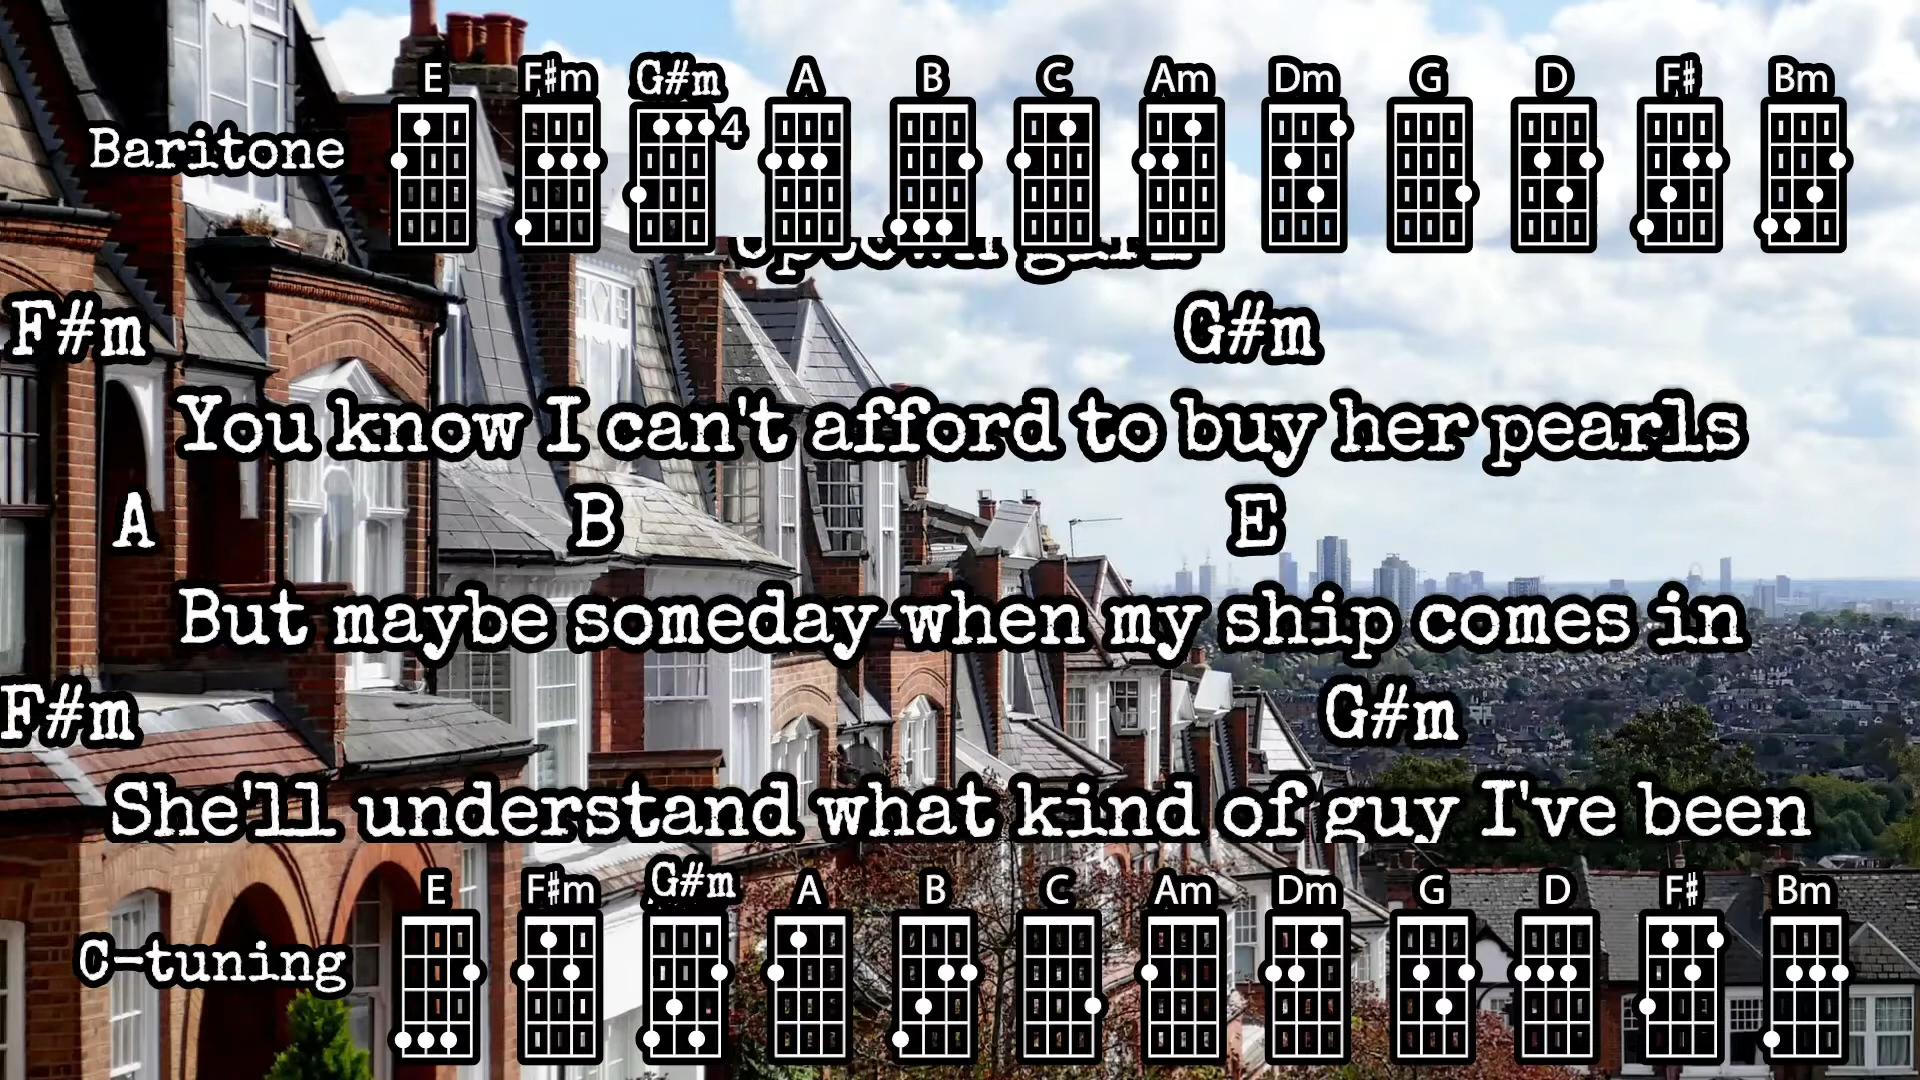 E F#m G#m A B C Am Dm G D F# Bm
Baritone 4
F#m G#m
You know I can't afford to buy her pearls
A B E
But maybe someday when my ship comes in
F#m G#m
She'll understand what kind of guy I've been
E F#m G#m A B C Am Dm G D F# Bm
C-tuning